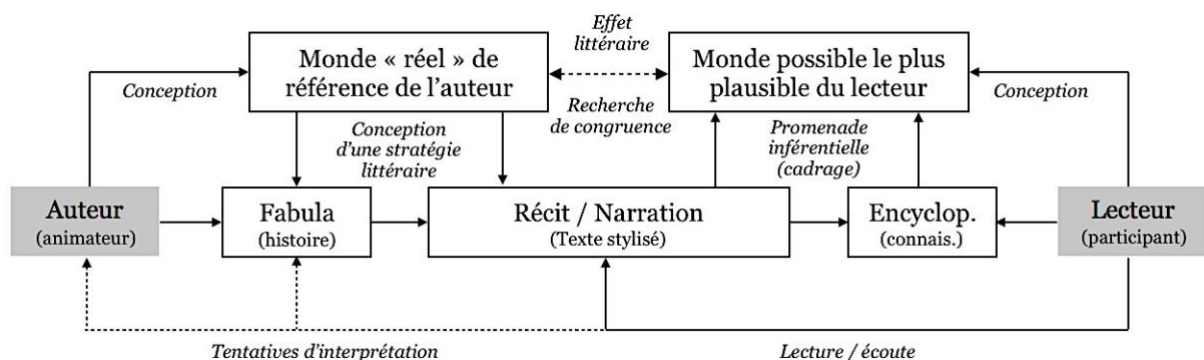 Effet
littéraire
Monde « réel » de
référence de l’auteur
Monde possible le plus
plausible du lecteur
Conception
Conception
Recherche
de congruence
Conception
d’une stratégie
littéraire
Promenade
inférentielle
(cadrage)
Auteur
(animateur)
Fabula
(histoire)
Récit / Narration
(Texte stylisé)
Encyclop.
(connais.)
Lecteur
(participant)
Tentatives d’interprétation
Lecture / écoute